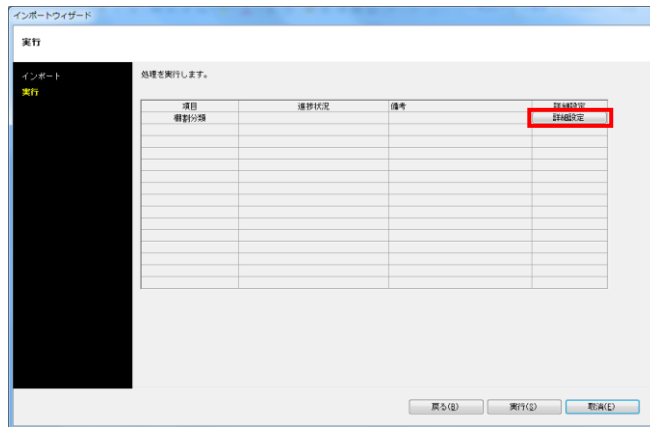 インポートウィザード
実行
インポート
実行
処理を実行します。
項目 進捗状況 備考 詳細設定
棚割分類 詳細設定
戻る(B) 実行(S) 取消(E)